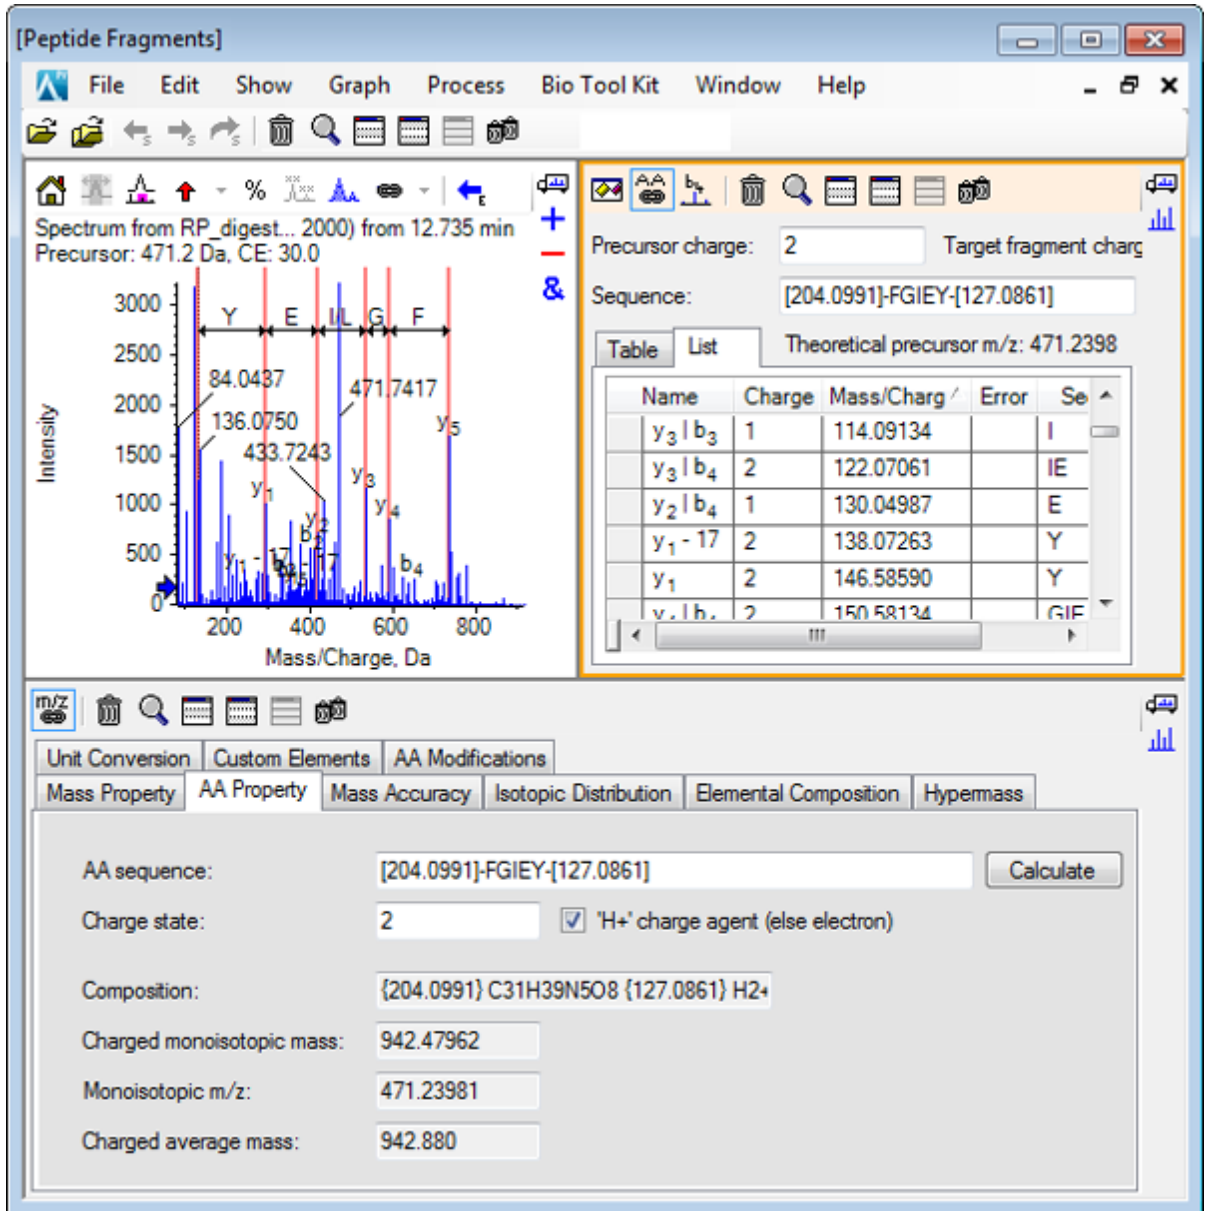 [Peptide Fragments]
File Edit Show Graph Process Bio Tool Kit Window Help
Spectrum from RP_digest... 2000) from 12.735 min
Precursor: 471.2 Da, CE: 30.0
3000
2500
2000
1500
1000
500
0
Intensity
Y E I/L G F
84.0437
471.7417
136.0750
433.7243
y5
y3
y1
y4
y2
y1 - 17
b4
200 400 600 800
Mass/Charge, Da
Precursor charge: 2 Target fragment charg
Sequence: [204.0991]-FGIEY-[127.0861]
Table List Theoretical precursor m/z: 471.2398
Name Charge Mass/Charg Error Se
y3 | b3 1 114.09134 I
y3 | b4 2 122.07061 IE
y2 | b4 1 130.04987 E
y1 - 17 2 138.07263 Y
y1 2 146.58590 Y
2 150.58134 GIE
m/z
Unit Conversion Custom Elements AA Modifications
Mass Property AA Property Mass Accuracy Isotopic Distribution Elemental Composition Hypermass
AA sequence: [204.0991]-FGIEY-[127.0861] Calculate
Charge state: 2 'H+' charge agent (else electron)
Composition: {204.0991} C31H39N5O8 {127.0861} H2+
Charged monoisotopic mass: 942.47962
Monoisotopic m/z: 471.23981
Charged average mass: 942.880